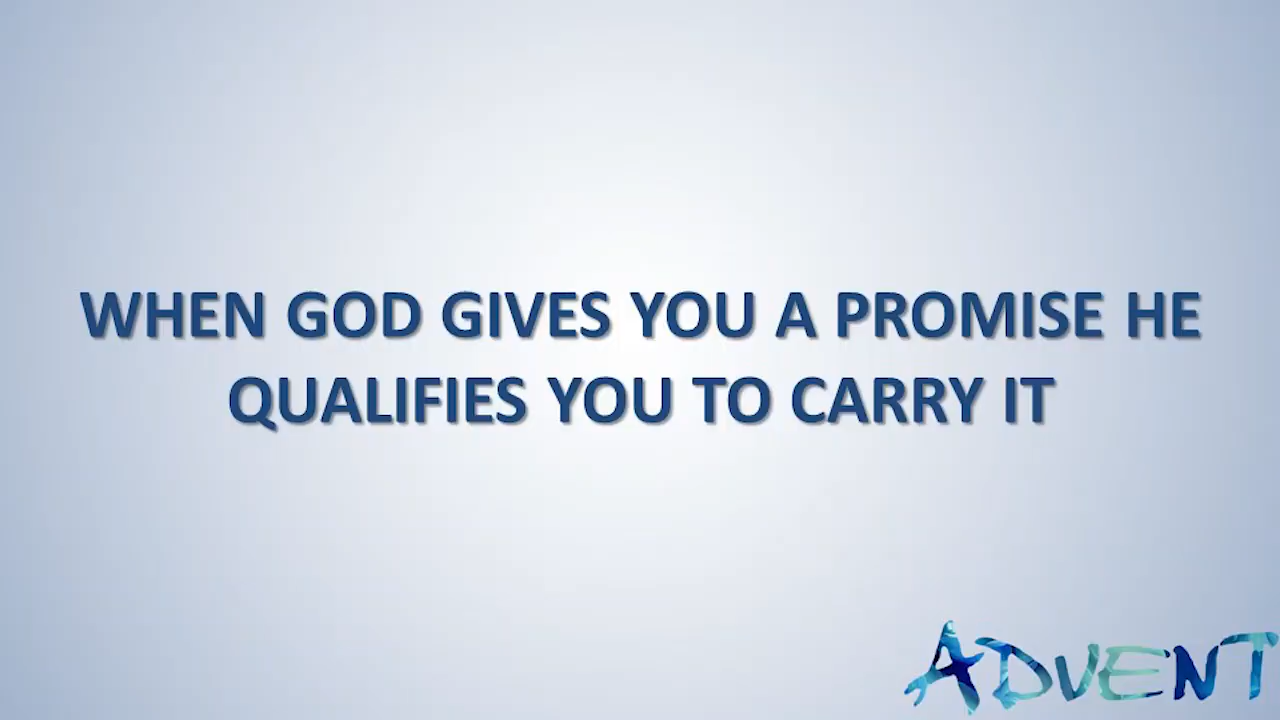 WHEN GOD GIVES YOU A PROMISE HE
QUALIFIES YOU TO CARRY IT
ADVENT